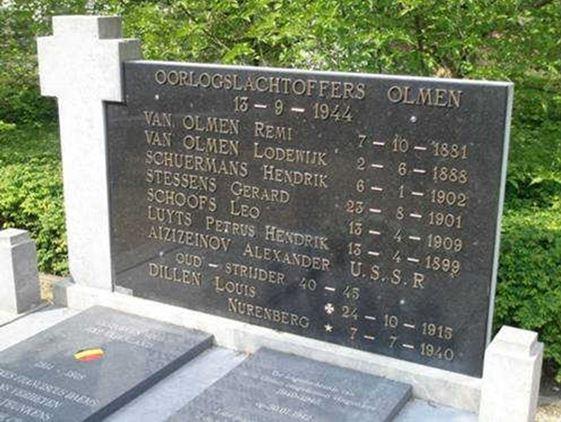 OORLOGSLACHTOFFERS OLMEN
13 - 9 - 1944
VAN OLMEN REMI 7 - 10 - 1881
VAN OLMEN LODEWIJK 2 - 6 - 1888
SCHUERMANS HENDRIK 6 - 1 - 1902
STESSENS GERARD 23 - 8 - 1901
SCHOOFS LEO 13 - 4 - 1909
LUYTS PETRUS HENDRIK 13 - 4 - 1899
AIZIZEINOV ALEXANDER U.S.S.R
OUD - STRIJDER 40 - 45
DILLEN LOUIS 24 - 10 - 1915
NURENBERG 7 - 7 - 1940
FRANCISCUS DAEMS